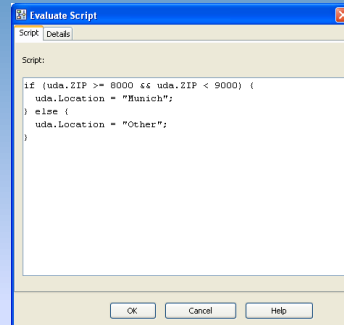 Evaluate Script
Script Details
Script:
if (uda.ZIP >= 8000 && uda.ZIP < 9000) {
  uda.Location = "Munich";
} else {
  uda.Location = "Other";
}
OK Cancel Help